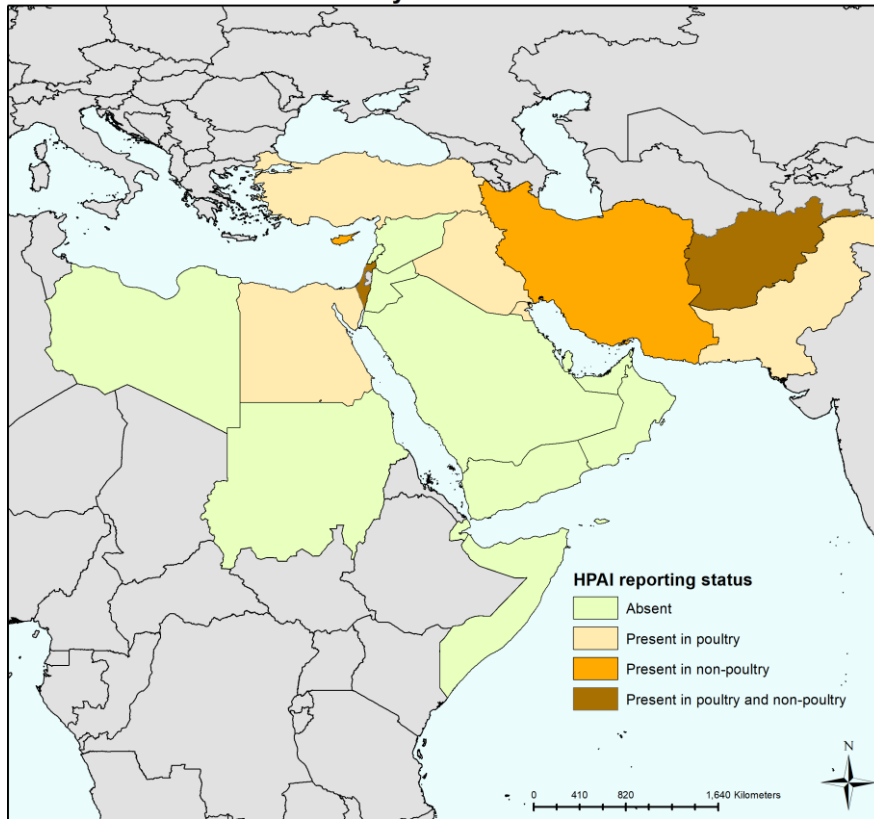 HPAI reporting status
Absent
Present in poultry
Present in non-poultry
Present in poultry and non-poultry
N
0 410 820 1,640 Kilometers